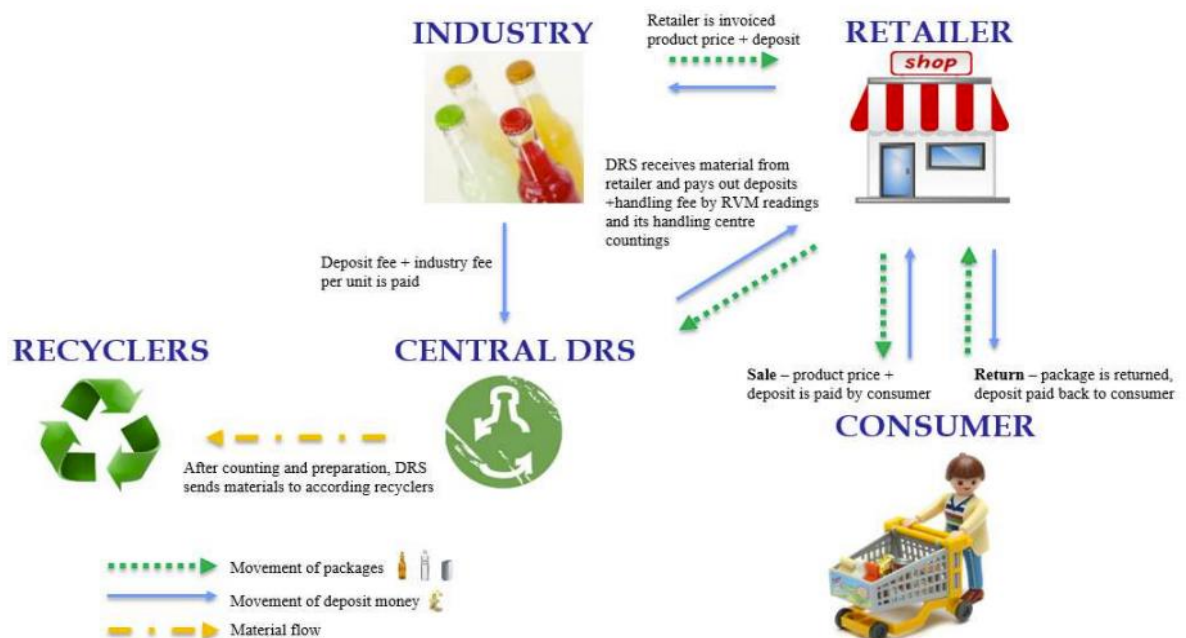 INDUSTRY
Retailer is invoiced
product price + deposit
RETAILER
shop
DRS receives material from
retailer and pays out deposits
+handling fee by RVM readings
and its handling centre
countings
Deposit fee + industry fee
per unit is paid
RECYCLERS
CENTRAL DRS
Sale – product price +
deposit is paid by consumer
Return – package is returned,
deposit paid back to consumer
CONSUMER
After counting and preparation, DRS
sends materials to according recyclers
Movement of packages
Movement of deposit money
Material flow